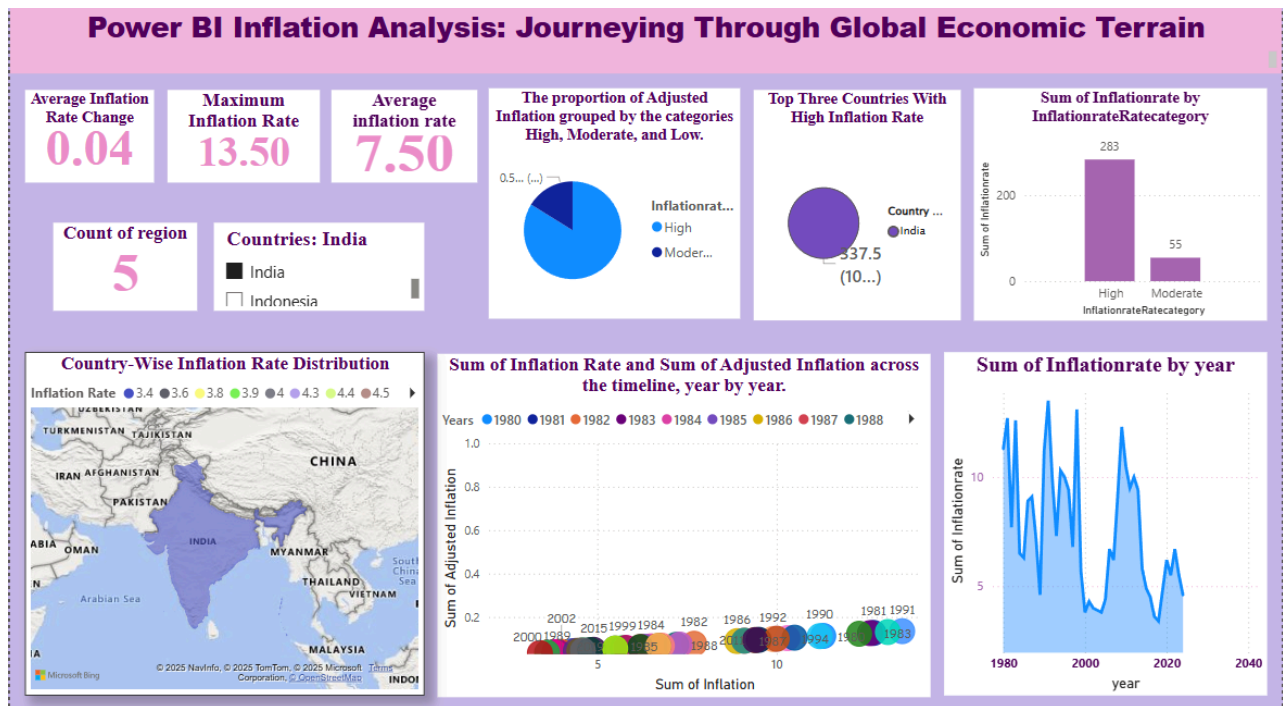 Power BI Inflation Analysis: Journeying Through Global Economic Terrain
Average Inflation
Rate Change
0.04
Maximum
Inflation Rate
13.50
Average
inflation rate
7.50
The proportion of Adjusted
Inflation grouped by the categories
High, Moderate, and Low.
0.5... (...)
Inflationrat...
High
Moder...
Top Three Countries With
High Inflation Rate
Country ...
India
337.5
(10...)
Sum of Inflationrate by
InflationrateRatecategory
Sum of Inflationrate
283
200
55
0
High Moderate
InflationrateRatecategory
Count of region
5
Countries: India
India
Indonesia
Country-Wise Inflation Rate Distribution
Inflation Rate 3.4 3.6 3.8 3.9 4 4.3 4.4 4.5
UZBEKISTAN
TURKMENISTAN TAJIKISTAN
CHINA
IRAN AFGHANISTAN
PAKISTAN
ABIA OMAN
INDIA
MYANMAR
South
China
Sea
THAILAND
VIETNAM
Arabian Sea
MALAYSIA
INDO
Microsoft Bing
© 2025 NavInfo, © TomTom, © 2025 Microsoft Terms
Corporation, © OpenStreetMap
Sum of Inflation Rate and Sum of Adjusted Inflation across
the timeline, year by year.
Years 1980 1981 1982 1983 1984 1985 1986 1987 1988
Sum of Adjusted Inflation
1.0
0.8
0.6
0.4
0.2
2002
2000 1989 2015 1999 1984 1982 1986 1992 1990 1981 1991
1985 1988 1987 1994 1983
5 10
Sum of Inflation
Sum of Inflationrate by year
Sum of Inflationrate
10
5
1980 2000 2020 2040
year